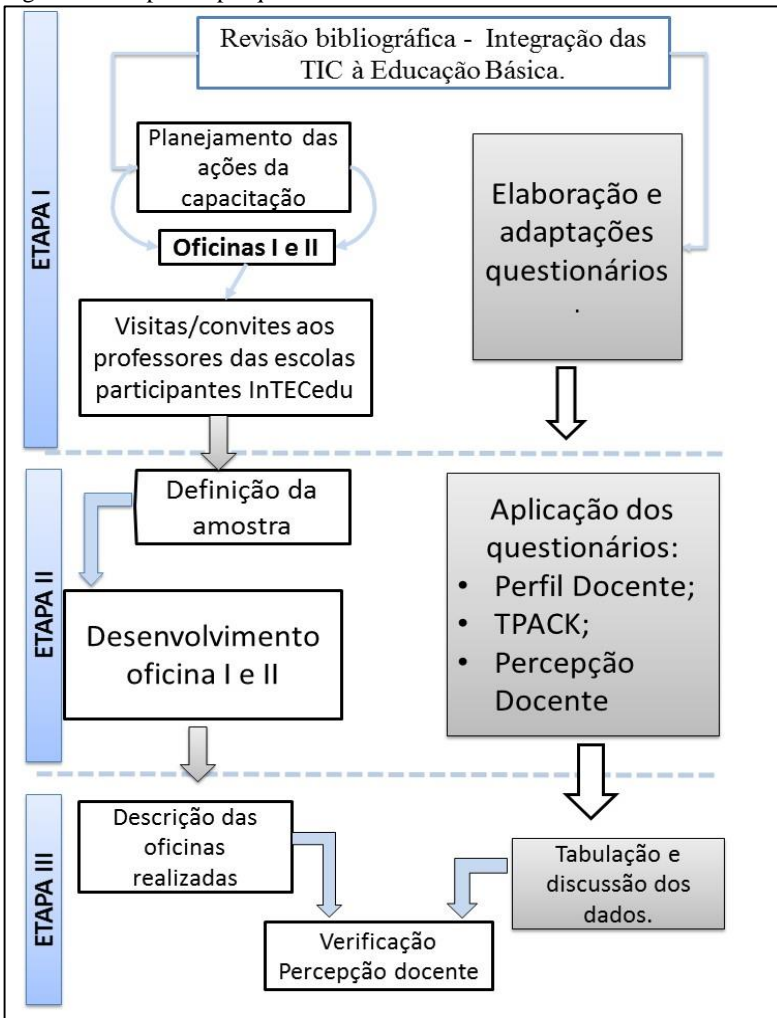 Revisão bibliográfica - Integração das
TIC à Educação Básica.
ETAPA I
Planejamento das
ações da
capacitação
Oficinas I e II
Visitas/convites aos
professores das escolas
participantes InTECedu
Elaboração e
adaptações
questionários
.
ETAPA II
Definição da
amostra
Desenvolvimento
oficina I e II
Aplicação dos
questionários:
• Perfil Docente;
• TPACK;
• Percepção
Docente
ETAPA III
Descrição das
oficinas
realizadas
Tabulação e
discussão dos
dados.
Verificação
Percepção docente